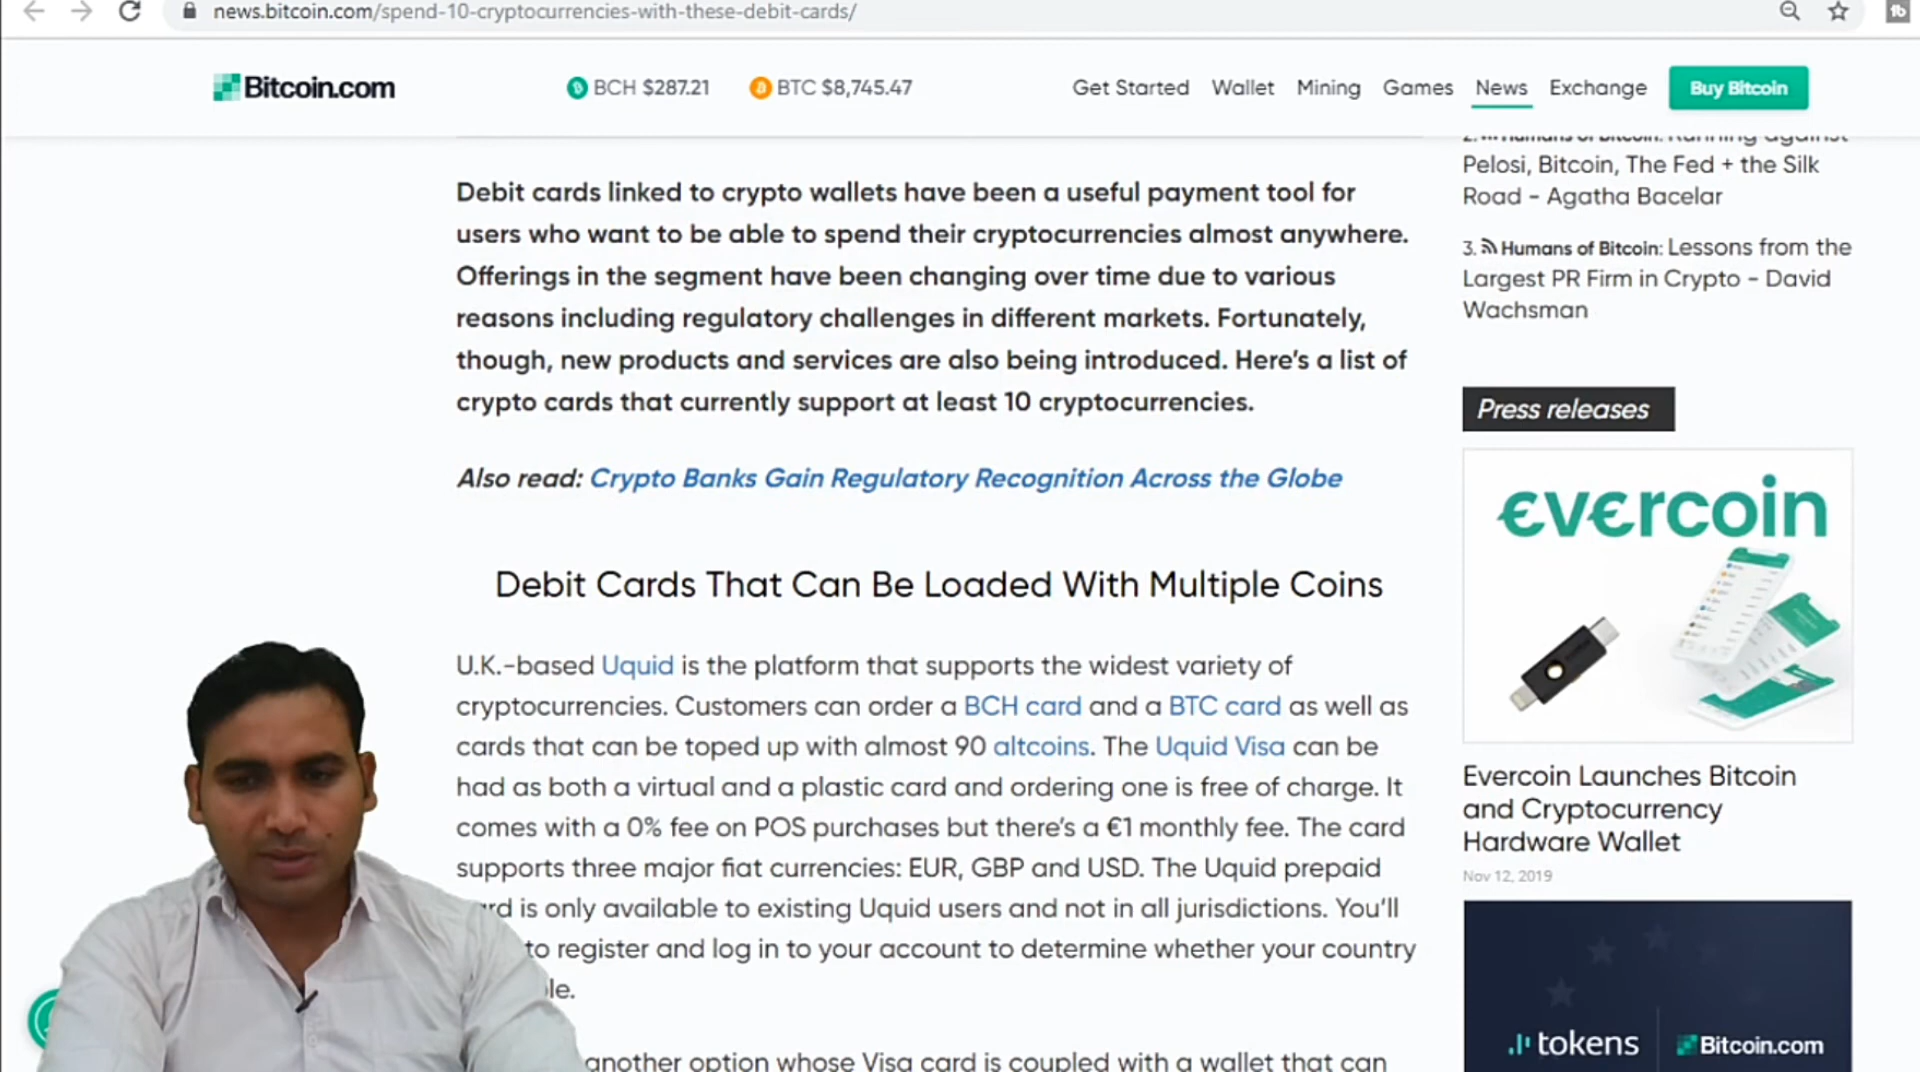 news.bitcoin.com/spend-10-cryptocurrencies-with-these-debit-cards/
Bitcoin.com
BCH $287.21
BTC $8,745.47
Get Started Wallet Mining Games News Exchange Buy Bitcoin
Debit cards linked to crypto wallets have been a useful payment tool for
users who want to be able to spend their cryptocurrencies almost anywhere.
Offerings in the segment have been changing over time due to various
reasons including regulatory challenges in different markets. Fortunately,
though, new products and services are also being introduced. Here's a list of
crypto cards that currently support at least 10 cryptocurrencies.
Also read: Crypto Banks Gain Regulatory Recognition Across the Globe
Debit Cards That Can Be Loaded With Multiple Coins
U.K.-based Uquid is the platform that supports the widest variety of
cryptocurrencies. Customers can order a BCH card and a BTC card as well as
cards that can be toped up with almost 90 altcoins. The Uquid Visa can be
had as both a virtual and a plastic card and ordering one is free of charge. It
comes with a 0% fee on POS purchases but there's a €1 monthly fee. The card
supports three major fiat currencies: EUR, GBP and USD. The Uquid prepaid
is only available to existing Uquid users and not in all jurisdictions. You'll
to register and log in to your account to determine whether your country
another option whose Visa card is coupled with a wallet that can
2. Humans of Bitcoin: Running against
Pelosi, Bitcoin, The Fed + the Silk
Road - Agatha Bacelar
3. Humans of Bitcoin: Lessons from the
Largest PR Firm in Crypto - David
Wachsman
Press releases
€v€rcoin
Evercoin Launches Bitcoin
and Cryptocurrency
Hardware Wallet
Nov 12, 2019
tokens
Bitcoin.com